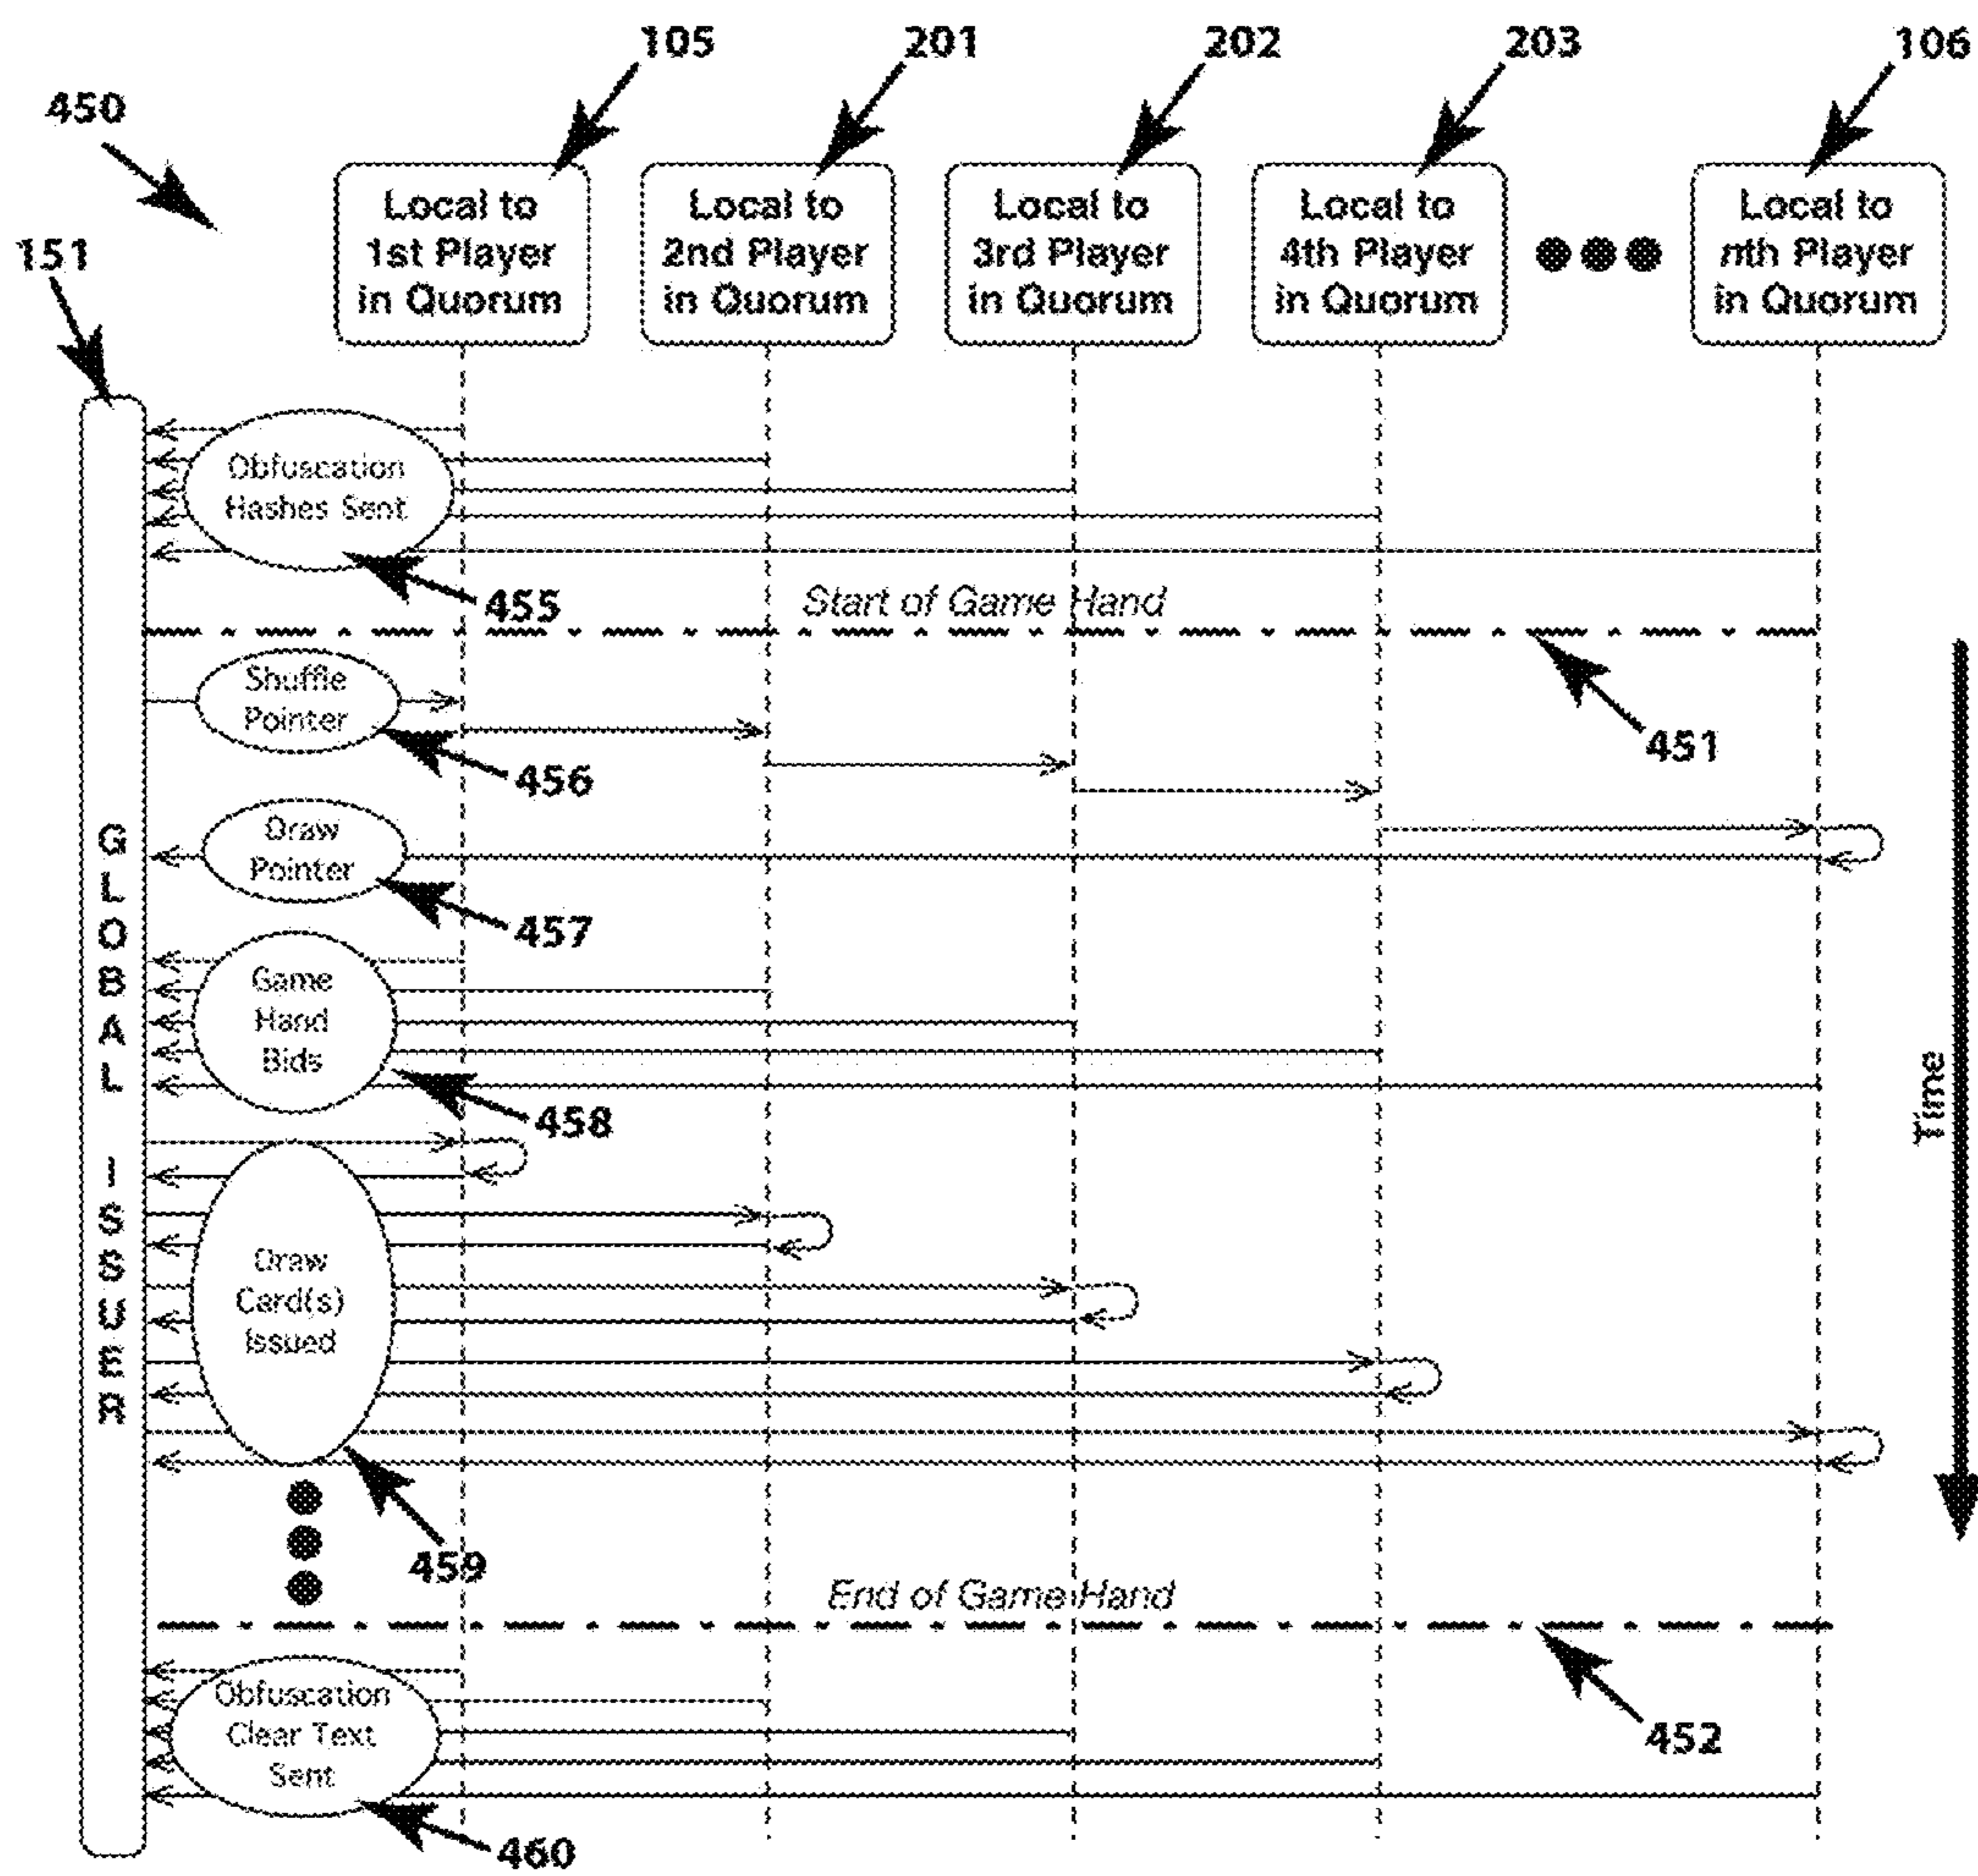 105
201
202
203
106
450
151
Local to
1st Player
in Quorum
Local to
2nd Player
in Quorum
Local to
3rd Player
in Quorum
Local to
4th Player
in Quorum
Local to
nth Player
in Quorum
Obfuscation
Hashes Sent
455
Start of Game Hand
451
Shuffle
Pointer
456
Draw
Pointer
457
Game
Hand
Bids
458
Draw
Card(s)
Issued
459
GLOBAL ISSUER
Time
End of Game Hand
452
Obfuscation
Clear Text
Sent
460